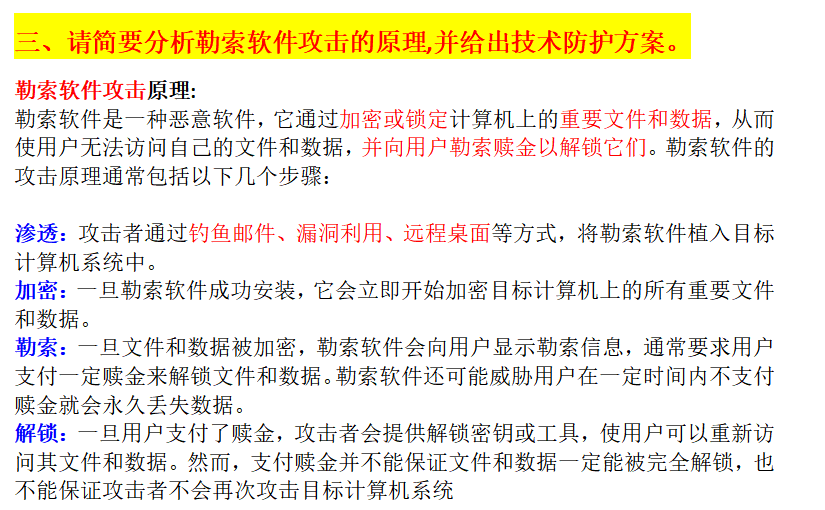 三、请简要分析勒索软件攻击的原理,并给出技术防护方案。
勒索软件攻击原理:
勒索软件是一种恶意软件，它通过加密或锁定计算机上的重要文件和数据，从而
使用户无法访问自己的文件和数据，并向用户勒索赎金以解锁它们。勒索软件的
攻击原理通常包括以下几个步骤：
渗透：攻击者通过钓鱼邮件、漏洞利用、远程桌面等方式，将勒索软件植入目标
计算机系统中。
加密：一旦勒索软件成功安装，它会立即开始加密目标计算机上的所有重要文件
和数据。
勒索：一旦文件和数据被加密，勒索软件会向用户显示勒索信息，通常要求用户
支付一定赎金来解锁文件和数据。勒索软件还可能威胁用户在一定时间内不支付
赎金就会永久丢失数据。
解锁：一旦用户支付了赎金，攻击者会提供解锁密钥或工具，使用户可以重新访
问其文件和数据。然而，支付赎金并不能保证文件和数据一定能被完全解锁，也
不能保证攻击者不会再次攻击目标计算机系统